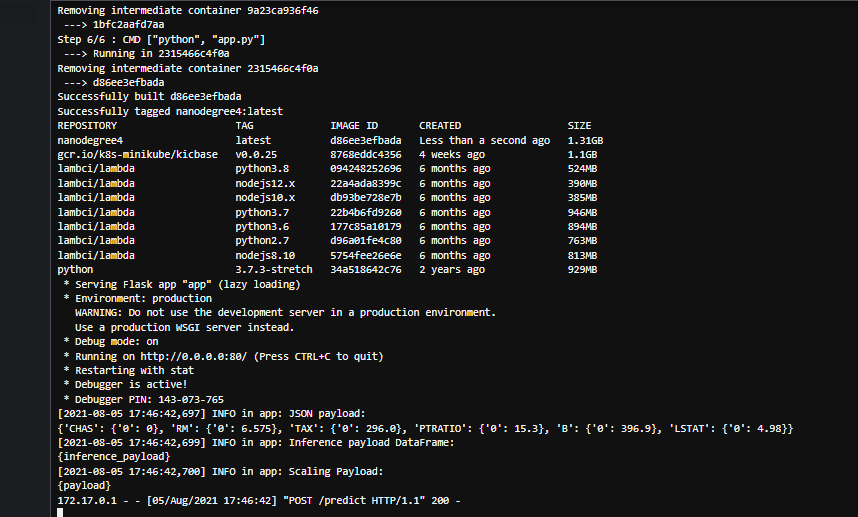 Removing intermediate container 9a23ca936f46
---> 1bfc2aafd7aa
Step 6/6 : CMD ["python", "app.py"]
---> Running in 2315466c4f0a
Removing intermediate container 2315466c4f0a
---> d86ee3efbada
Successfully built d86ee3efbada
Successfully tagged nanodegree4:latest
REPOSITORY TAG IMAGE ID CREATED SIZE
nanodegree4 latest d86ee3efbada Less than a second ago 1.31GB
gcr.io/k8s-minikube/kicbase v0.0.25 8768eddc4356 4 weeks ago 1.1GB
lambci/lambda python3.8 094248252696 6 months ago 524MB
lambci/lambda nodejs12.x 22a4ada8399c 6 months ago 390MB
lambci/lambda nodejs10.x db93be728e7b 6 months ago 385MB
lambci/lambda python3.7 22b4b6fd9260 6 months ago 946MB
lambci/lambda python3.6 177c85a10179 6 months ago 894MB
lambci/lambda python2.7 d96a01fe4c80 6 months ago 763MB
lambci/lambda nodejs8.10 5754fee26e6e 6 months ago 813MB
python 3.7.3-stretch 34a518642c76 2 years ago 929MB
* Serving Flask app "app" (lazy loading)
* Environment: production
WARNING: Do not use the development server in a production environment.
Use a production WSGI server instead.
* Debug mode: on
* Running on http://0.0.0.0:80/ (Press CTRL+C to quit)
* Restarting with stat
* Debugger is active!
* Debugger PIN: 143-073-765
[2021-08-05 17:46:42,697] INFO in app: JSON payload:
{'CHAS': {'0': 0}, 'RM': {'0': 6.575}, 'TAX': {'0': 296.0}, 'PTRATIO': {'0': 15.3}, 'B': {'0': 396.9}, 'LSTAT': {'0': 4.98}}
[2021-08-05 17:46:42,699] INFO in app: Inference payload DataFrame:
{inference_payload}
[2021-08-05 17:46:42,700] INFO in app: Scaling Payload:
{payload}
172.17.0.1 - - [05/Aug/2021 17:46:42] "POST /predict HTTP/1.1" 200 -